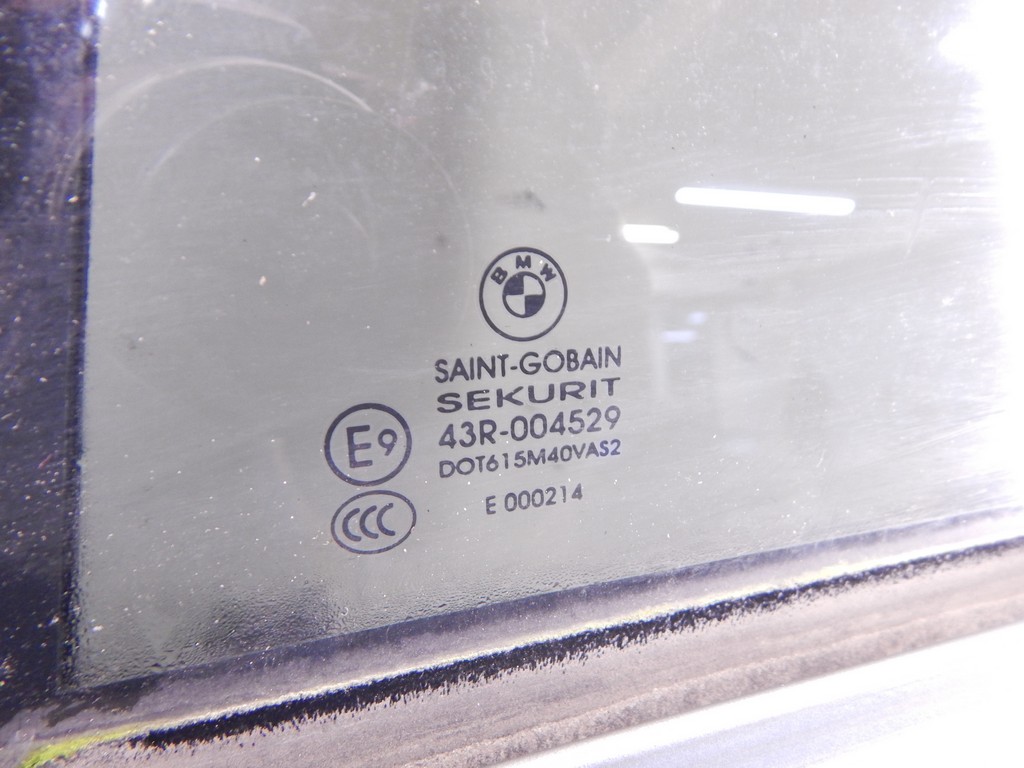 BMW
SAINT-GOBAIN
SEKURIT
43R-004529
DOT615M40VAS2
E 000214
E9
CCC